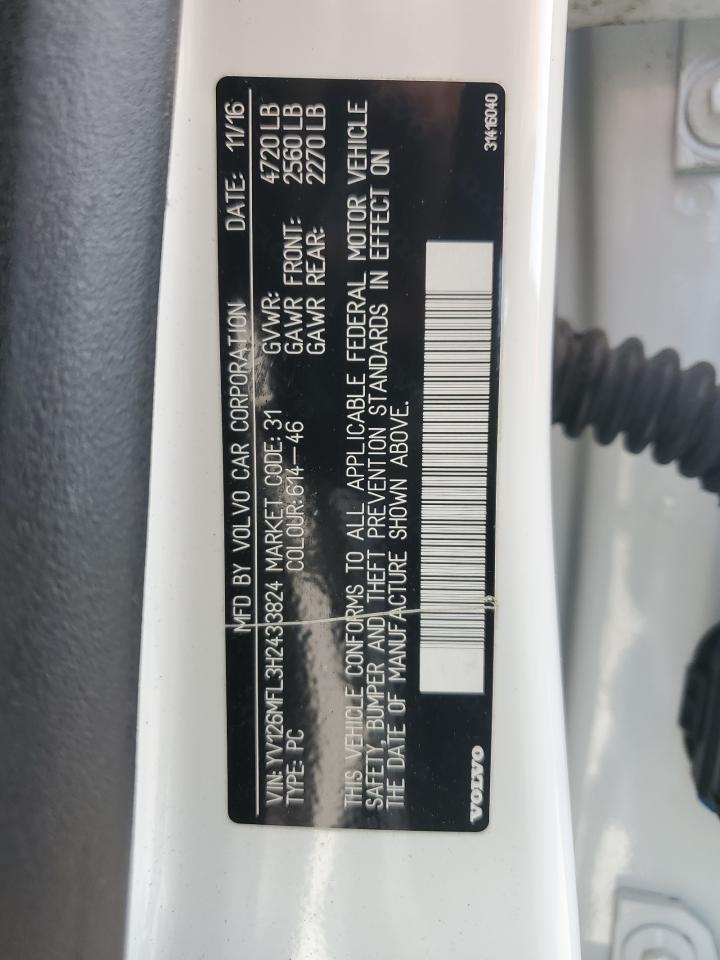 MFD BY VOLVO CAR CORPORATION DATE: 11/16
VIN: YV126MFL3H2433824 MARKET CODE: 31 GVWR: 4720 LB
TYPE: PC COLOUR: 614-46 GAWR FRONT: 2560 LB
GAWR REAR: 2270 LB
THIS VEHICLE CONFORMS TO ALL APPLICABLE FEDERAL MOTOR VEHICLE
SAFETY, BUMPER AND THEFT PREVENTION STANDARDS IN EFFECT ON
THE DATE OF MANUFACTURE SHOWN ABOVE.
VOLVO 31416040